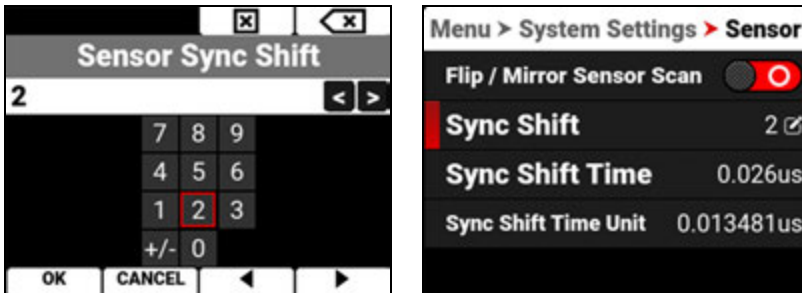 Sensor Sync Shift
2
< >
7 8 9
4 5 6
1 2 3
+/- 0
OK CANCEL
Menu > System Settings > Sensor
Flip / Mirror Sensor Scan
Sync Shift 2
Sync Shift Time 0.026us
Sync Shift Time Unit 0.013481us